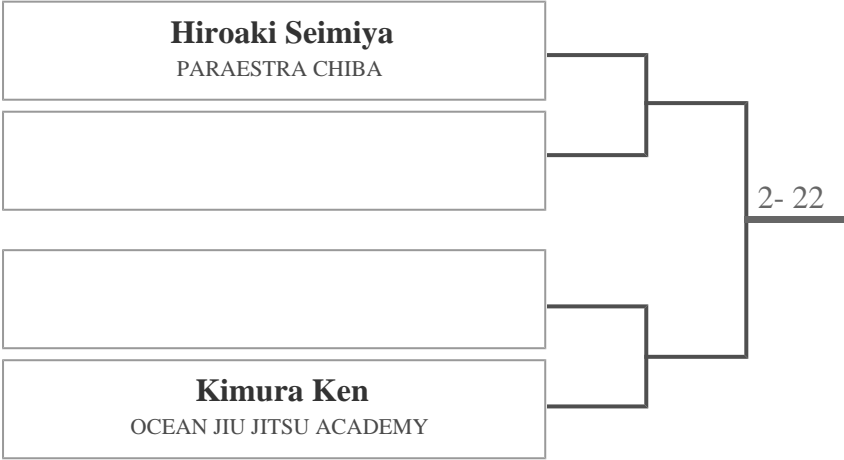 Hiroaki Seimiya
PARAESTRA CHIBA
2- 22
Kimura Ken
OCEAN JIU JITSU ACADEMY